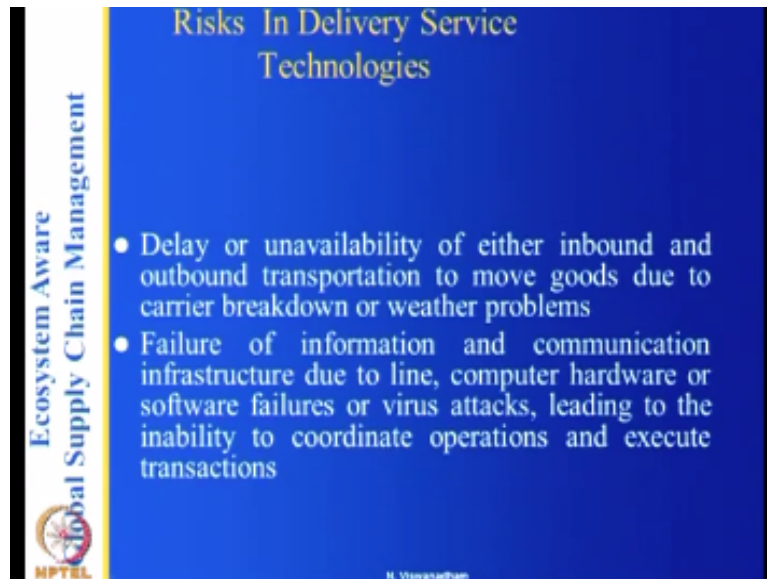 Risks In Delivery Service
Technologies
Ecosystem Aware
Global Supply Chain Management
● Delay or unavailability of either inbound and
outbound transportation to move goods due to
carrier breakdown or weather problems
● Failure of information and communication
infrastructure due to line, computer hardware or
software failures or virus attacks, leading to the
inability to coordinate operations and execute
transactions
NPTEL
N. Viswanadham